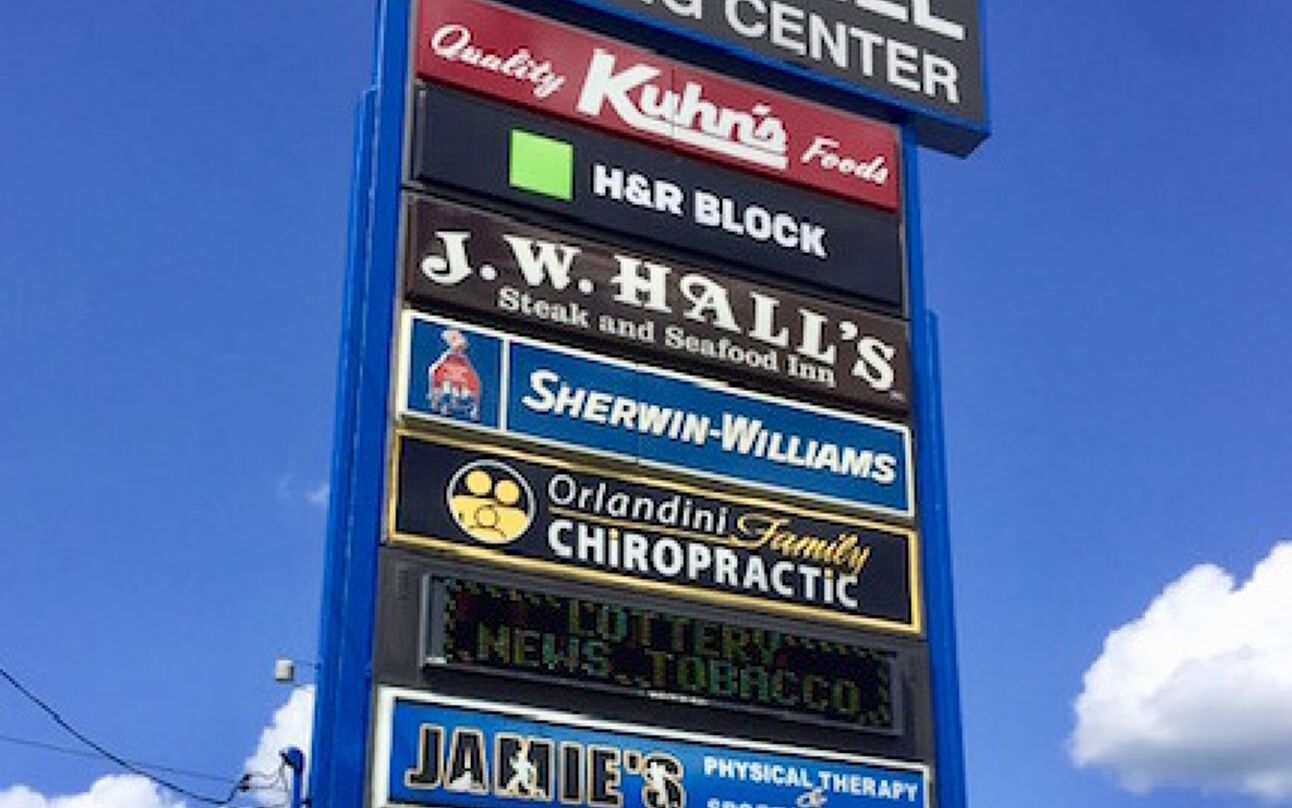 CENTER
Quality Kuhn's Foods
H&R BLOCK
J.W. HALL'S
Steak and Seafood Inn
SHERWIN-WILLIAMS
Orlandini Family
CHiROPRACTiC
LOTTERY
NEWS TOBACCO
JAMIE'S PHYSICAL THERAPY
&